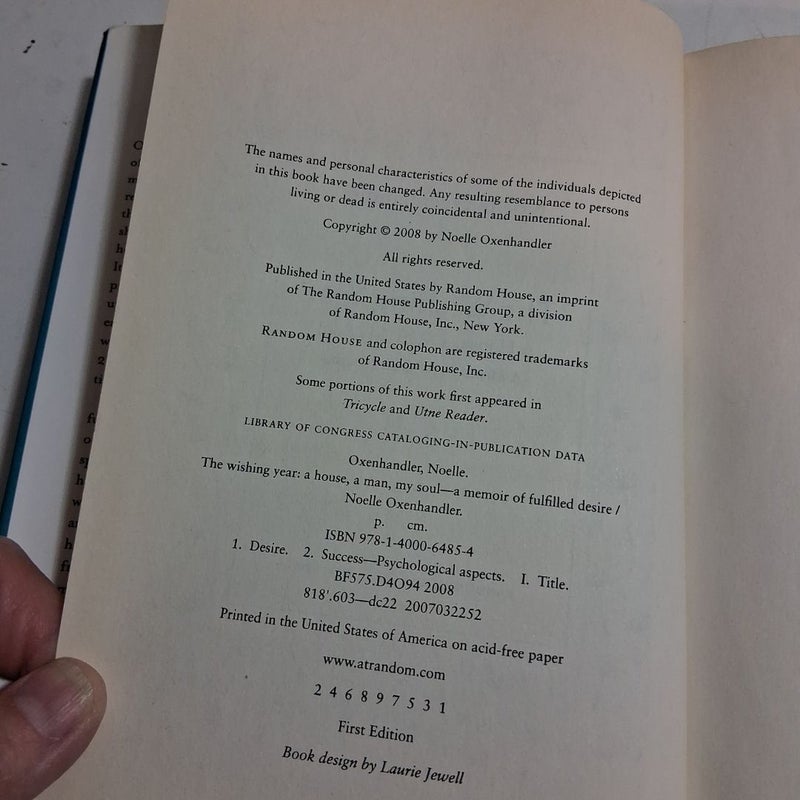 The names and personal characteristics of some of the individuals depicted
in this book have been changed. Any resulting resemblance to persons
living or dead is entirely coincidental and unintentional.
Copyright © 2008 by Noelle Oxenhandler
All rights reserved.
Published in the United States by Random House, an imprint
of The Random House Publishing Group, a division
of Random House, Inc., New York.
RANDOM HOUSE and colophon are registered trademarks
of Random House, Inc.
Some portions of this work first appeared in
Tricycle and Utne Reader.
LIBRARY OF CONGRESS CATALOGING-IN-PUBLICATION DATA
Oxenhandler, Noelle.
The wishing year: a house, a man, my soul—a memoir of fulfilled desire /
Noelle Oxenhandler.
p. cm.
ISBN 978-1-4000-6485-4
1. Desire. 2. Success—Psychological aspects. I. Title.
BF575.D4O94 2008
818'.603—dc22 2007032252
Printed in the United States of America on acid-free paper
www.atrandom.com
2 4 6 8 9 7 5 3 1
First Edition
Book design by Laurie Jewell